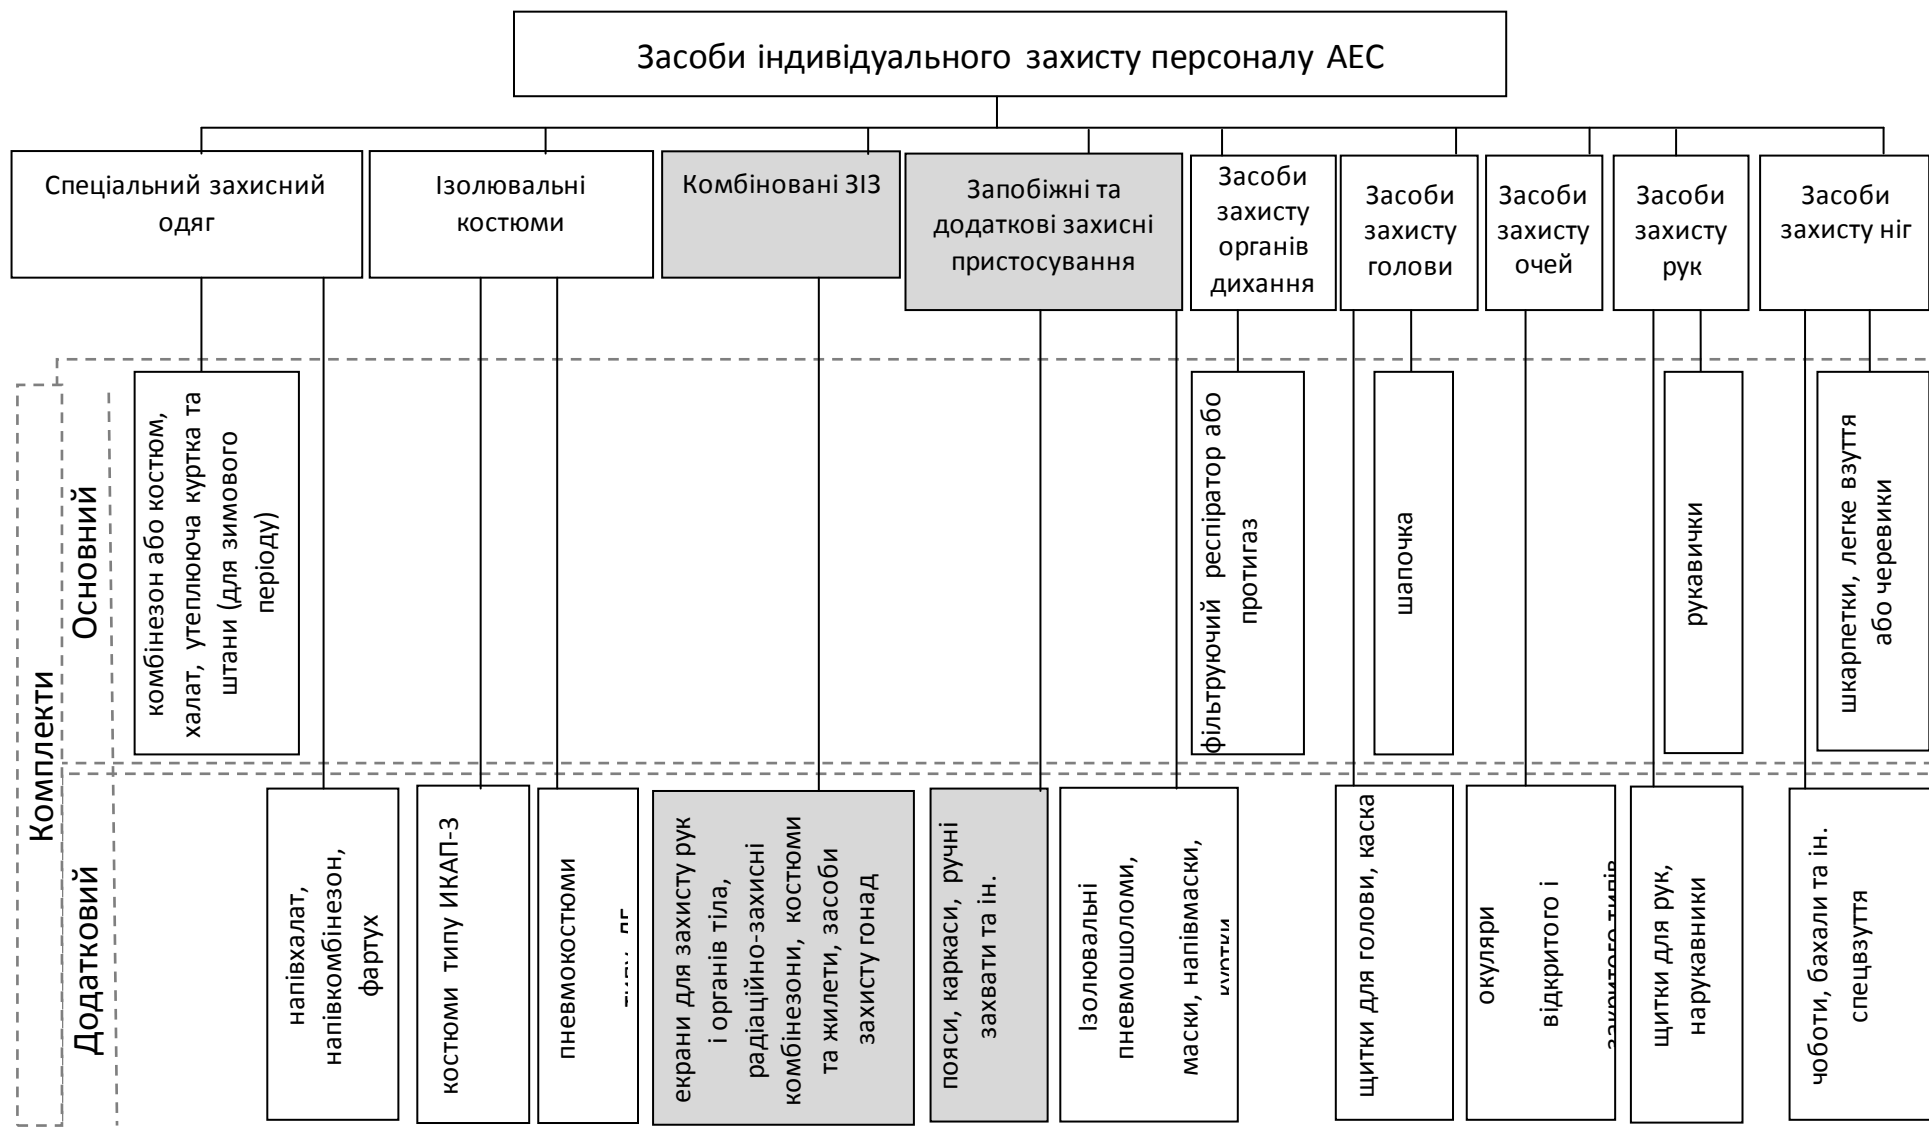 Засоби індивідуального захисту персоналу АЕС
Спеціальний захисний
одяг
Ізолювальні
костюми
Комбіновані ЗІЗ
Запобіжні та
додаткові захисні
пристосування
Засоби
захисту
органів
дихання
Засоби
захисту
голови
Засоби
захисту
очей
Засоби
захисту
рук
Засоби
захисту ніг
Комплекти
Основний
комбінезон або костюм,
халат, утеплююча куртка та
штани (для зимового
періоду)
фільтруючий респіратор або
протигаз
шапочка
рукавички
шкарпетки, легке взуття
або черевики
Додатковий
напівхалат,
напівкомбінезон,
фартух
костюми типу ИКАП-3
пневмокостюми
екрани для захисту рук
і органів тіла,
радіаційно-захисні
комбінезони, костюми
та жилети, засоби
захисту гонад
пояси, каркаси, ручні
захвати та ін.
Ізолювальні
пневмошоломи,
маски, напівмаски,
куртки
щитки для голови, каска
окуляри
відкритого і
закритого типів
щитки для рук,
нарукавники
чоботи, бахали та ін.
спецвзуття